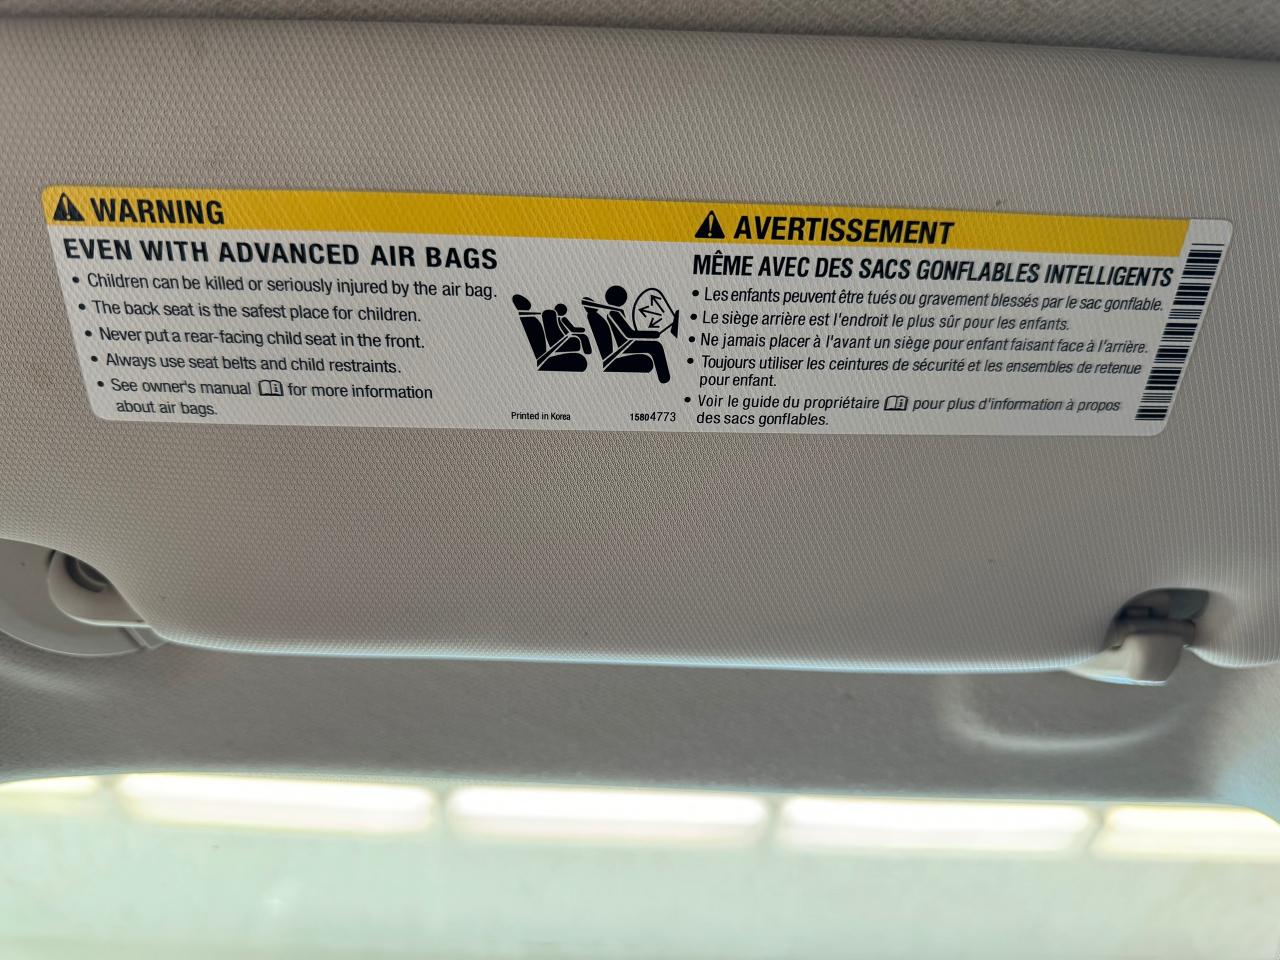 WARNING
EVEN WITH ADVANCED AIR BAGS
• Children can be killed or seriously injured by the air bag.
• The back seat is the safest place for children.
• Never put a rear-facing child seat in the front.
• Always use seat belts and child restraints.
• See owner's manual for more information
about air bags.
Printed in Korea
15804773
AVERTISSEMENT
MÊME AVEC DES SACS GONFLABLES INTELLIGENTS
• Les enfants peuvent être tués ou gravement blessés par le sac gonflable.
• Le siège arrière est l'endroit le plus sûr pour les enfants.
• Ne jamais placer à l'avant un siège pour enfant faisant face à l'arrière.
• Toujours utiliser les ceintures de sécurité et les ensembles de retenue
pour enfant.
• Voir le guide du propriétaire pour plus d'information à propos
des sacs gonflables.